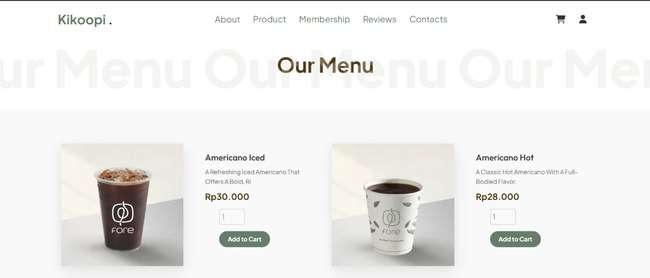 Kikoopi .
About Product Membership Reviews Contacts
ur Menu Our Menu Our Me
Our Menu
Americano Iced
A Refreshing Iced Americano That
Offers A Bold, Ri
Rp30.000
1
Add to Cart
FORE
Americano Hot
A Classic Hot Americano With A Full-
Bodied Flavor.
Rp28.000
1
Add to Cart
FORE